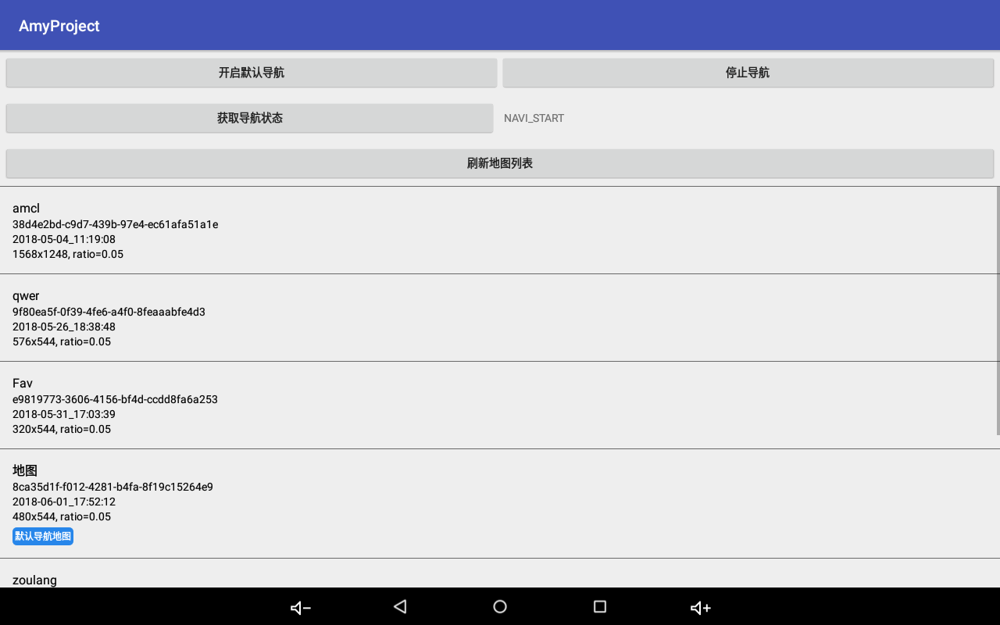 AmyProject
开启默认导航
停止导航
获取导航状态
NAVI_START
刷新地图列表
amcl
38d4e2bd-c9d7-439b-97e4-ec61afa51a1e
2018-05-04_11:19:08
1568x1248, ratio=0.05
qwer
9f80ea5f-0f39-4fe6-a4f0-8feaaabfe4d3
2018-05-26_18:38:48
576x544, ratio=0.05
Fav
e9819773-3606-4156-bf4d-ccdd8fa6a253
2018-05-31_17:03:39
320x544, ratio=0.05
地图
8ca35d1f-f012-4281-b4fa-8f19c15264e9
2018-06-01_17:52:12
480x544, ratio=0.05
默认导航地图
zoulang